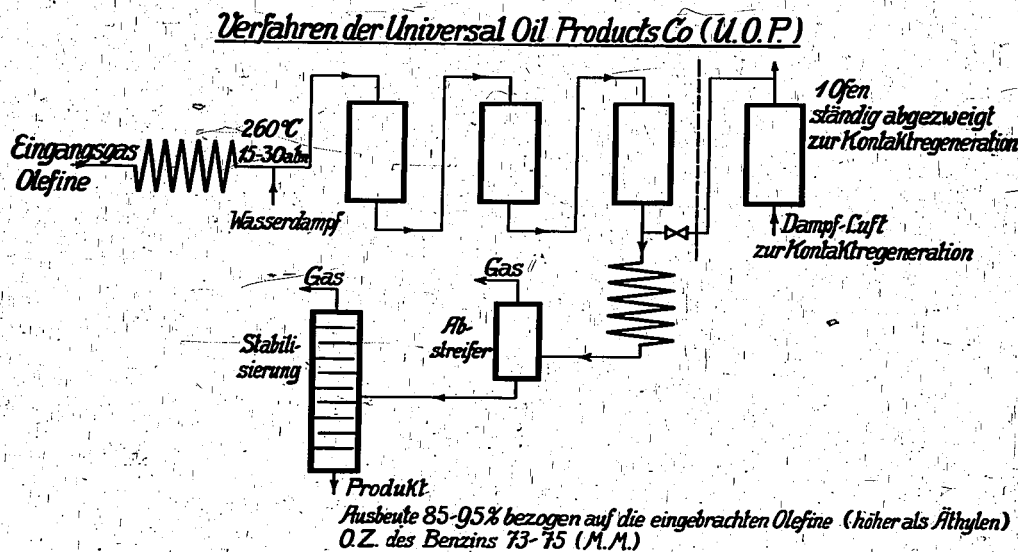 Verfahren der Universal Oil Products Co (U.O.P.)
1 Ofen
ständig abgezweigt
zur Kontaktregeneration
260°C
15-30 atm
Eingangsgas
Olefine
Wasserdampf
Dampf-Luft
zur Kontaktregeneration
Gas
Gas
Ab-
streifer
Stabili-
sierung
Produkt
Ausbeute 85-95% bezogen auf die eingebrachten Olefine (höher als Äthylen)
O.Z. des Benzins 73-75 (M.M.)